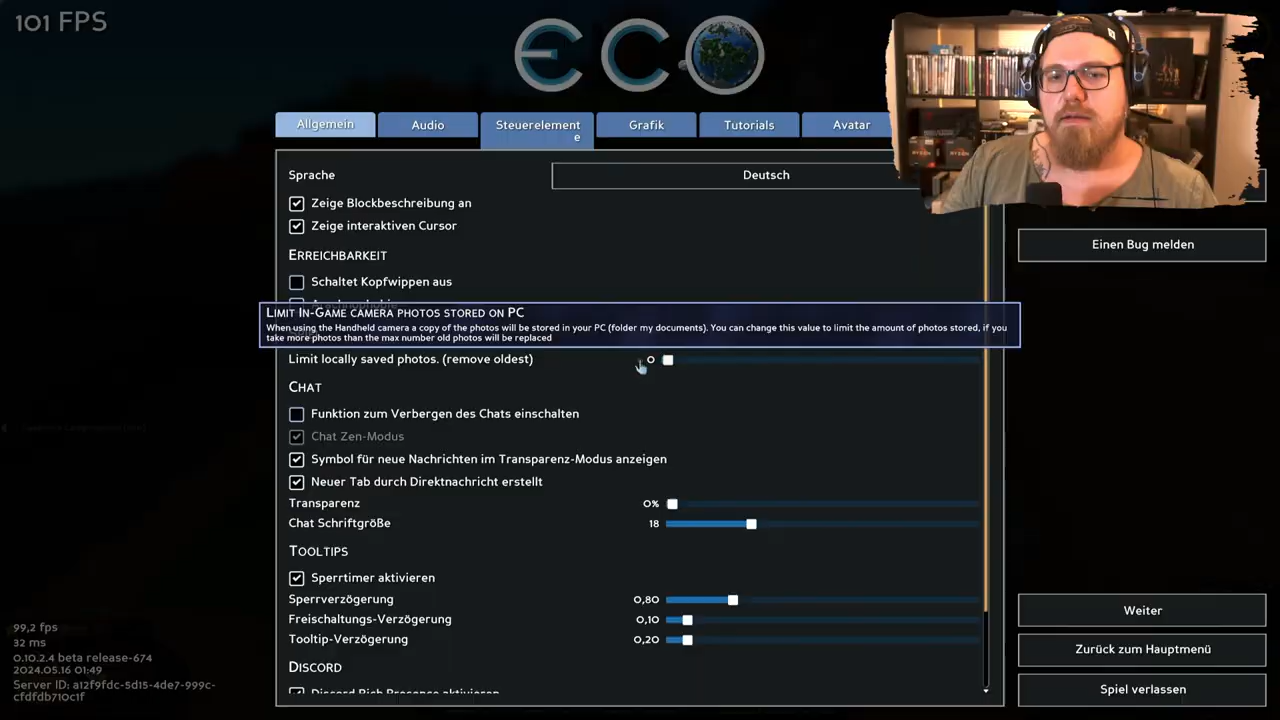 101 FPS
ECO
Allgemein
Audio
Steuerelement
e
Grafik
Tutorials
Avatar
Sprache
Deutsch
Zeige Blockbeschreibung an
Zeige interaktiven Cursor
Einen Bug melden
ERREICHBARKEIT
Schaltet Kopfwippen aus
Arachnophobie
LIMIT IN-GAME CAMERA PHOTOS STORED ON PC
When using the Handheld camera a copy of the photos will be stored in your PC (folder my documents). You can change this value to limit the amount of photos stored, if you
take more photos than the max number old photos will be replaced
Limit locally saved photos. (remove oldest)
0
CHAT
Funktion zum Verbergen des Chats einschalten
Chat Zen-Modus
Symbol für neue Nachrichten im Transparenz-Modus anzeigen
Neuer Tab durch Direktnachricht erstellt
Transparenz
0%
Chat Schriftgröße
18
TOOLTIPS
Sperrtimer aktivieren
Sperrverzögerung
0,80
Freischaltungs-Verzögerung
0,10
Tooltip-Verzögerung
0,20
DISCORD
Discord Rich Presence aktivieren
Weiter
Zurück zum Hauptmenü
Spiel verlassen
99,2 fps
32 ms
0.10.2.4 beta release-674
2024.05.16 01:49
Server ID: a12f9fdc-5d15-4de7-999c-
cfdfdb710c1f